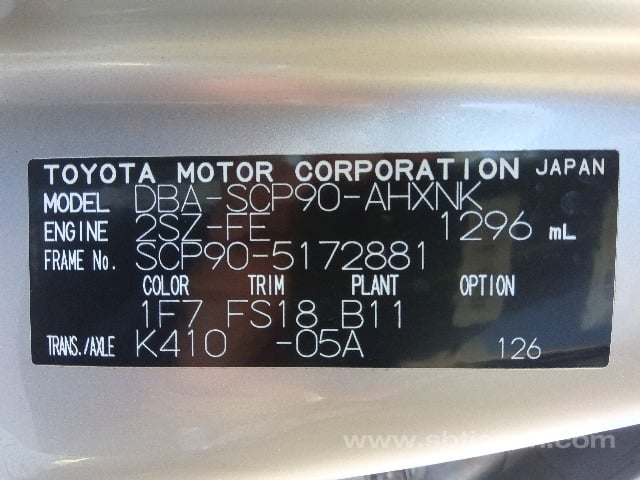 TOYOTA MOTOR CORPORATION JAPAN
MODEL DBA-SCP90-AHXNK
ENGINE 2SZ-FE 1296 mL
FRAME No. SCP90-5172881
COLOR TRIM PLANT OPTION
1F7 FS18 B11
TRANS./AXLE K410 -05A 126